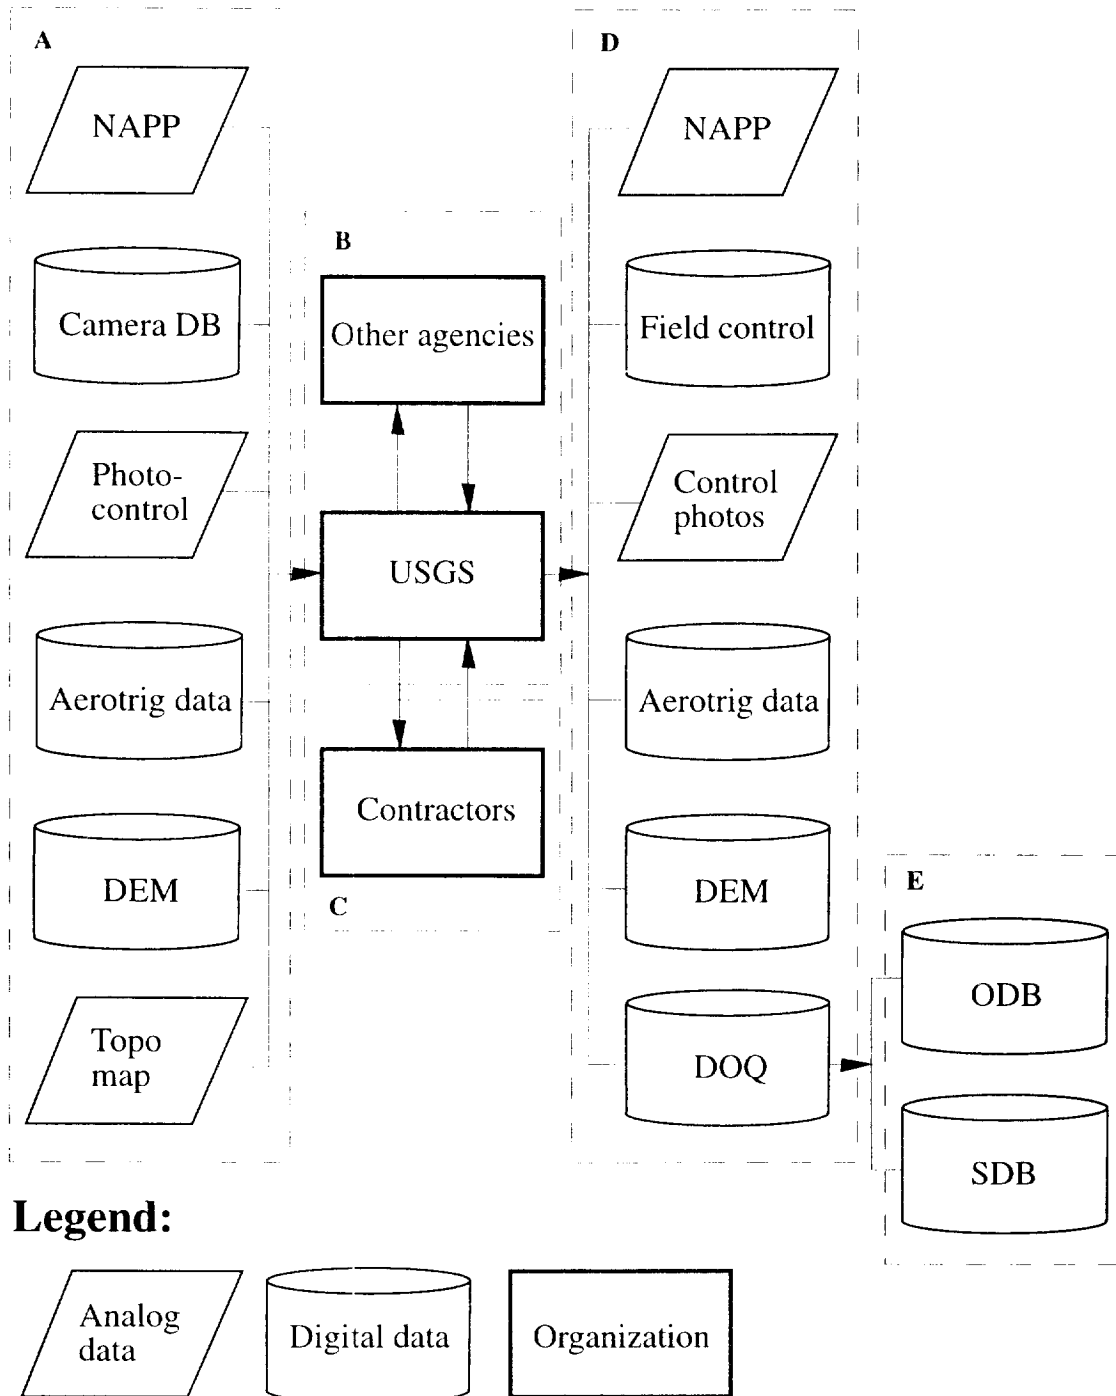 A
NAPP
Camera DB
Photo-
control
Aerotrig data
DEM
Topo
map
B
Other agencies
USGS
Contractors
C
D
NAPP
Field control
Control
photos
Aerotrig data
DEM
DOQ
E
ODB
SDB
Legend:
Analog
data
Digital data
Organization